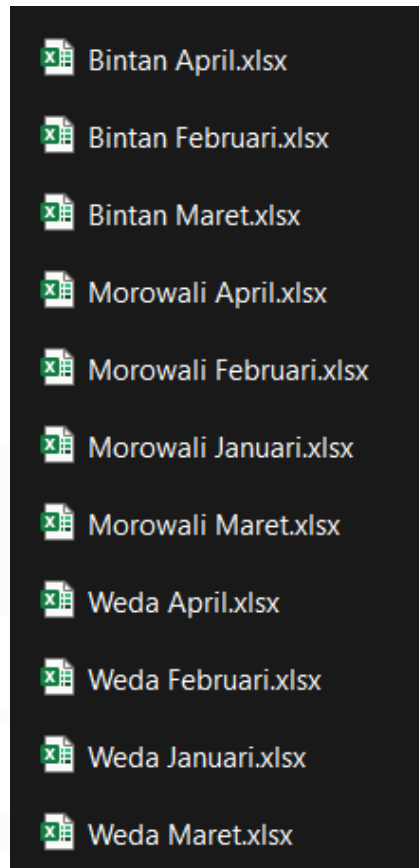 Bintan April.xlsx
Bintan Februari.xlsx
Bintan Maret.xlsx
Morowali April.xlsx
Morowali Februari.xlsx
Morowali Januari.xlsx
Morowali Maret.xlsx
Weda April.xlsx
Weda Februari.xlsx
Weda Januari.xlsx
Weda Maret.xlsx